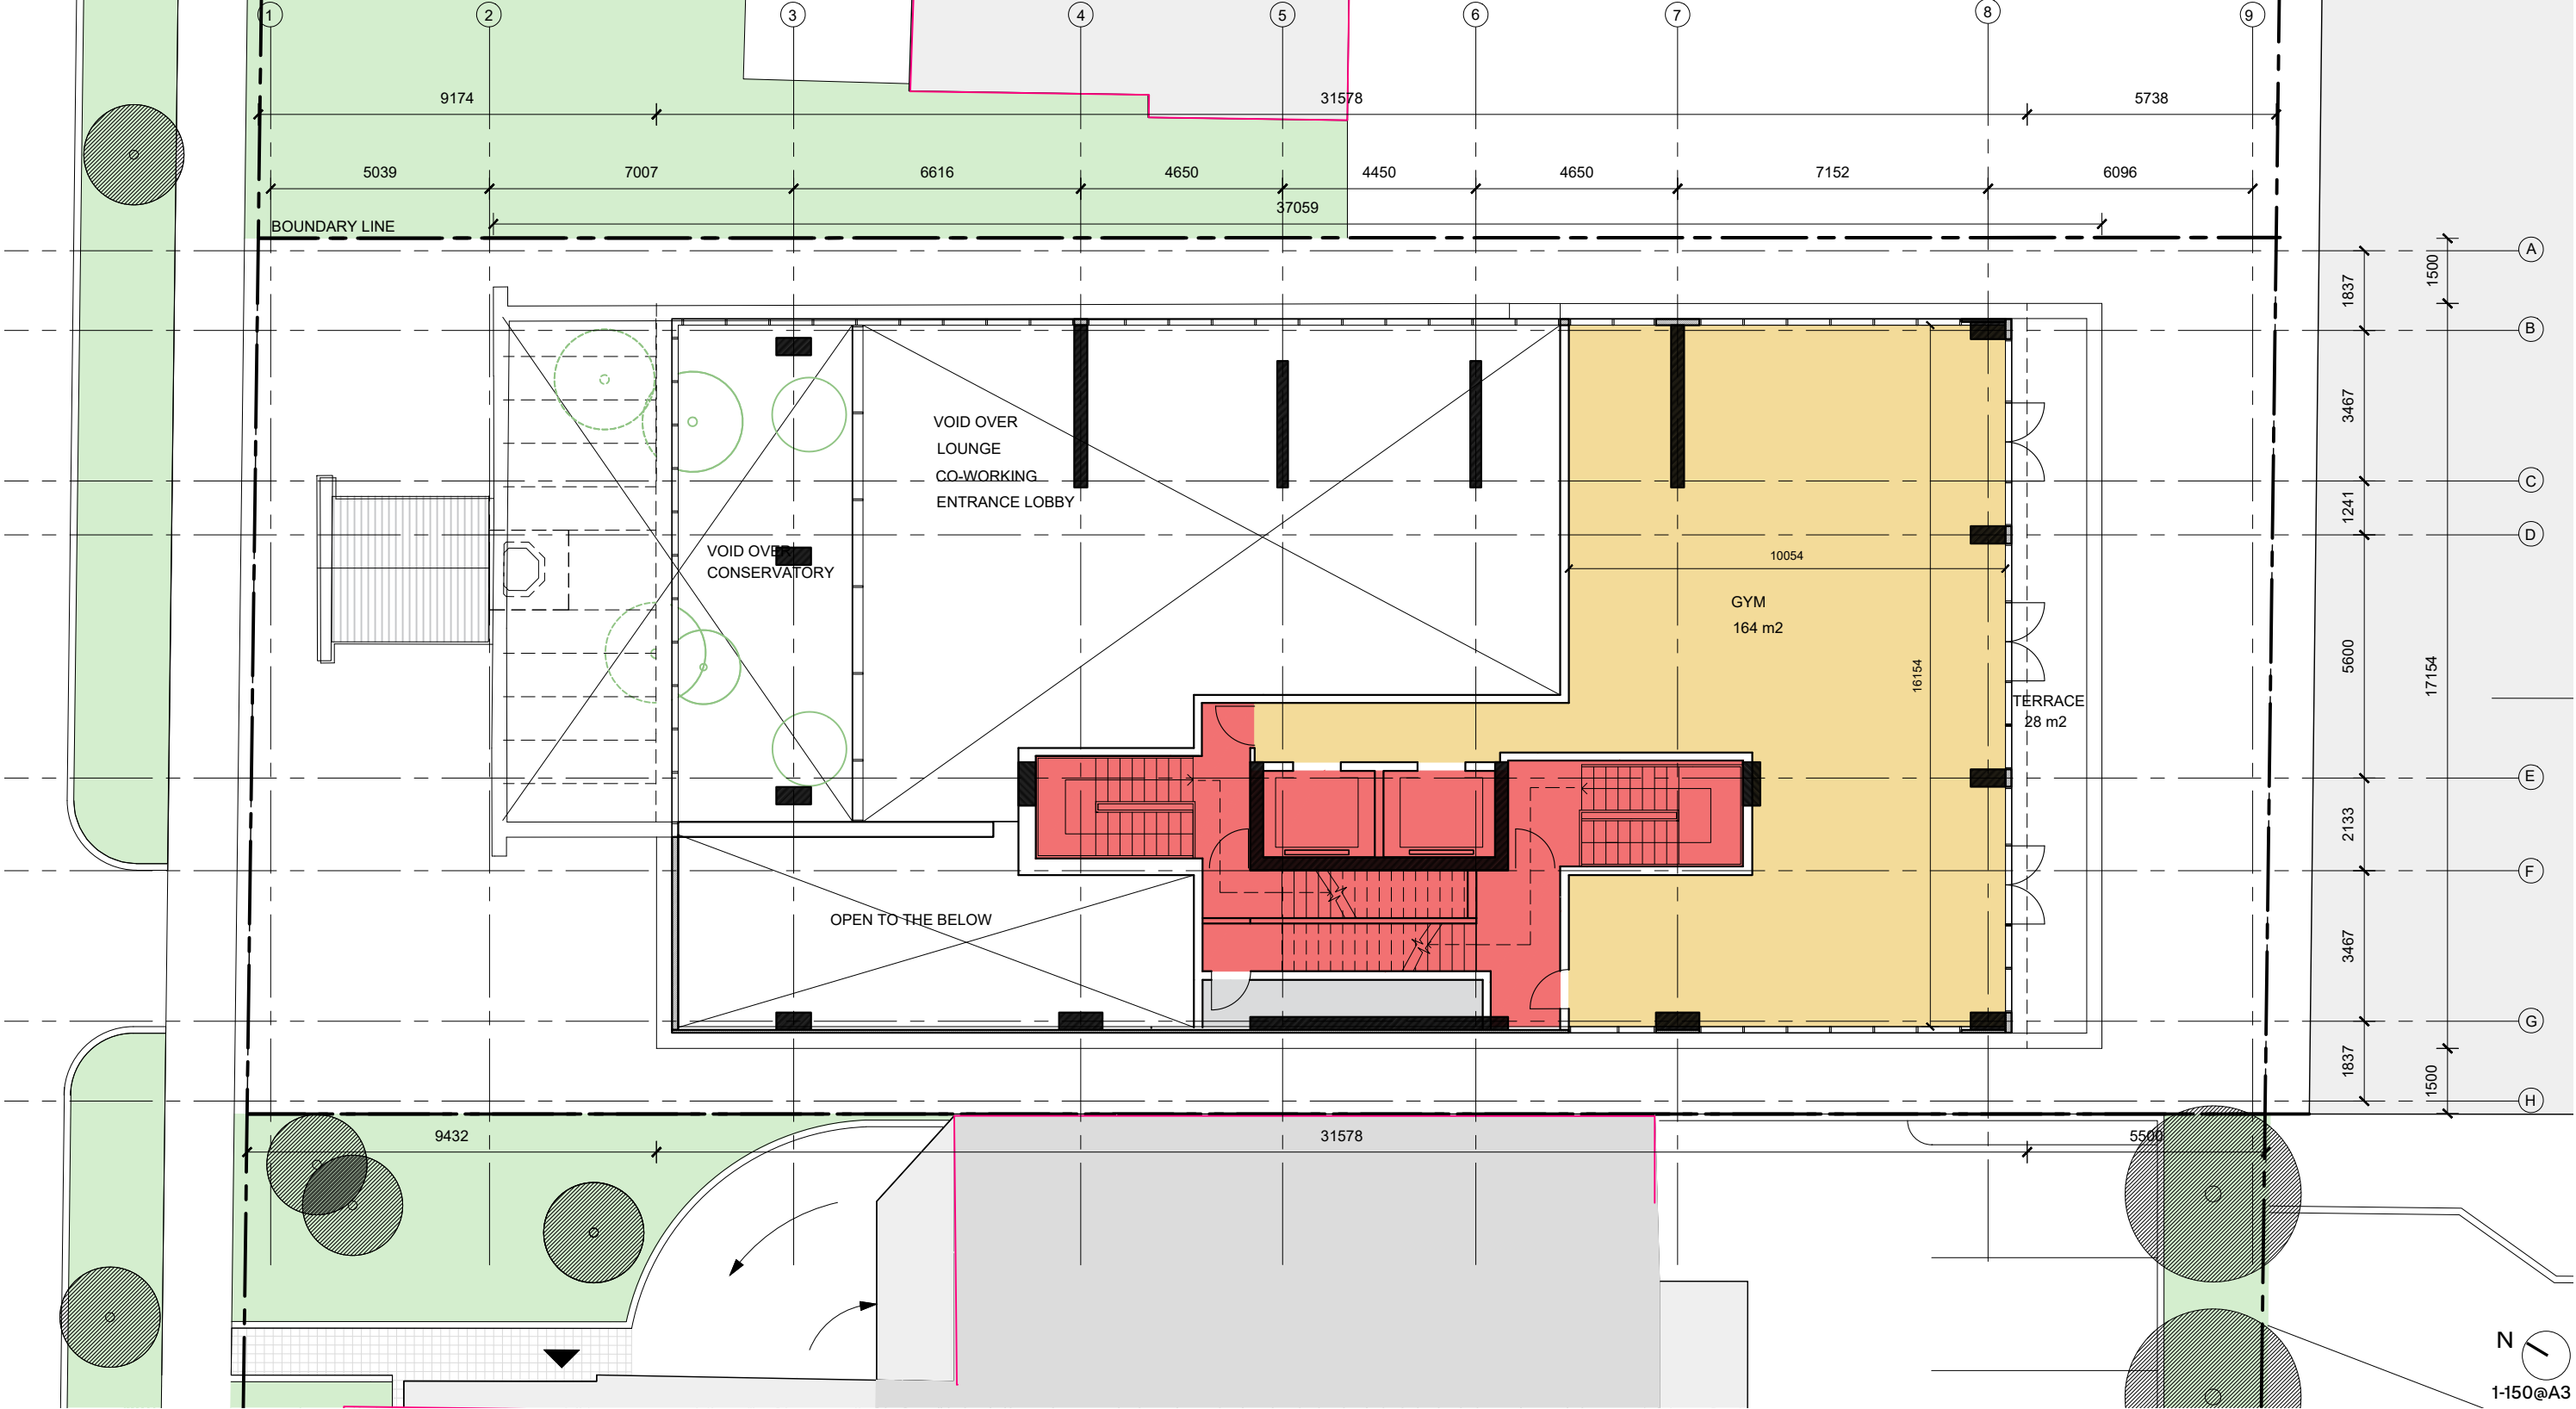 1 2 3 4 5 6 7 8 9
9174 31578 5738
5039 7007 6616 4650 4450 4650 7152 6096
37059
BOUNDARY LINE
A
1500
1837
B
3467
VOID OVER
LOUNGE
CO-WORKING
ENTRANCE LOBBY
C
1241
D
VOID OVER
CONSERVATORY
10054
GYM
164 m2
5600
16154
17154
TERRACE
28 m2
E
2133
F
OPEN TO THE BELOW
3467
G
1837
1500
H
9432 31578 5500
N
1-150@A3